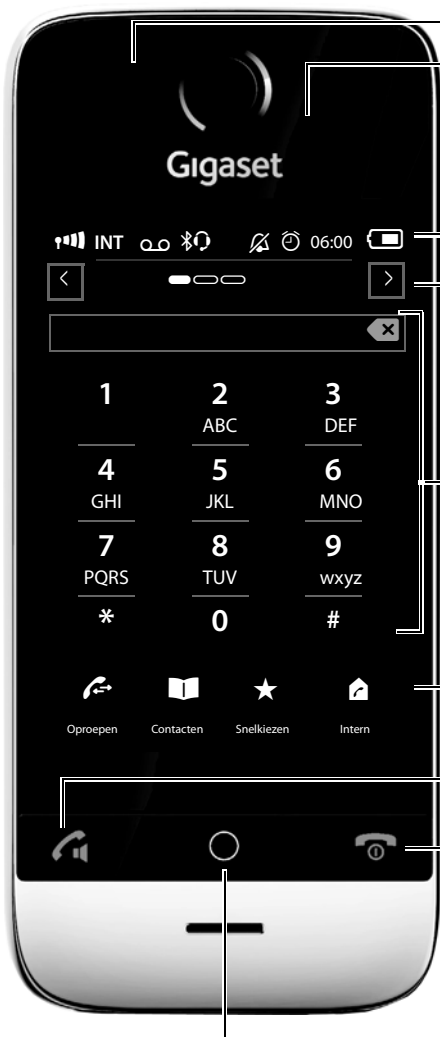 Gigaset
INT 06:00
1 2 3
ABC DEF
4 5 6
GHI JKL MNO
7 8 9
PQRS TUV wxyz
* 0 #
Oproepen Contacten Snelkiezen Intern